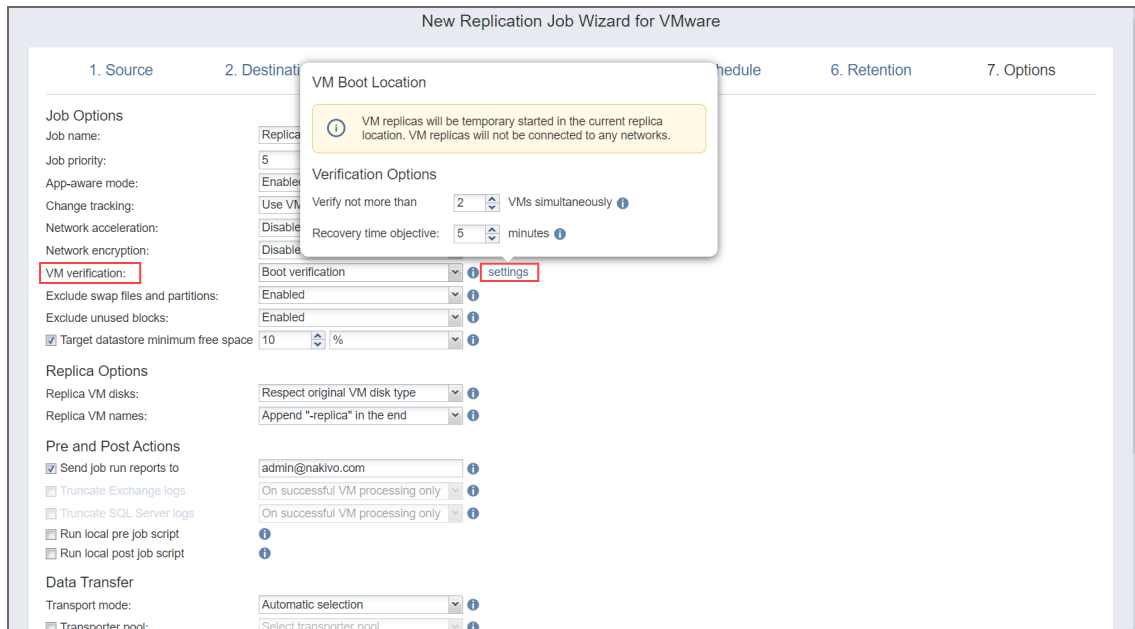 New Replication Job Wizard for VMware
1. Source 2. Destinati hedule 6. Retention 7. Options
VM Boot Location
VM replicas will be temporary started in the current replica
location. VM replicas will not be connected to any networks.
Verification Options
Verify not more than 2 VMs simultaneously
Recovery time objective: 5 minutes
Job Options
Job name: Replica
Job priority: 5
App-aware mode: Enabled
Change tracking: Use VM
Network acceleration: Disable
Network encryption: Disable
VM verification: Boot verification settings
Exclude swap files and partitions: Enabled
Exclude unused blocks: Enabled
Target datastore minimum free space 10 %
Replica Options
Replica VM disks: Respect original VM disk type
Replica VM names: Append "-replica" in the end
Pre and Post Actions
Send job run reports to admin@nakivo.com
Truncate Exchange logs On successful VM processing only
Truncate SQL Server logs On successful VM processing only
Run local pre job script
Run local post job script
Data Transfer
Transport mode: Automatic selection
Transporter pool: Select transporter pool